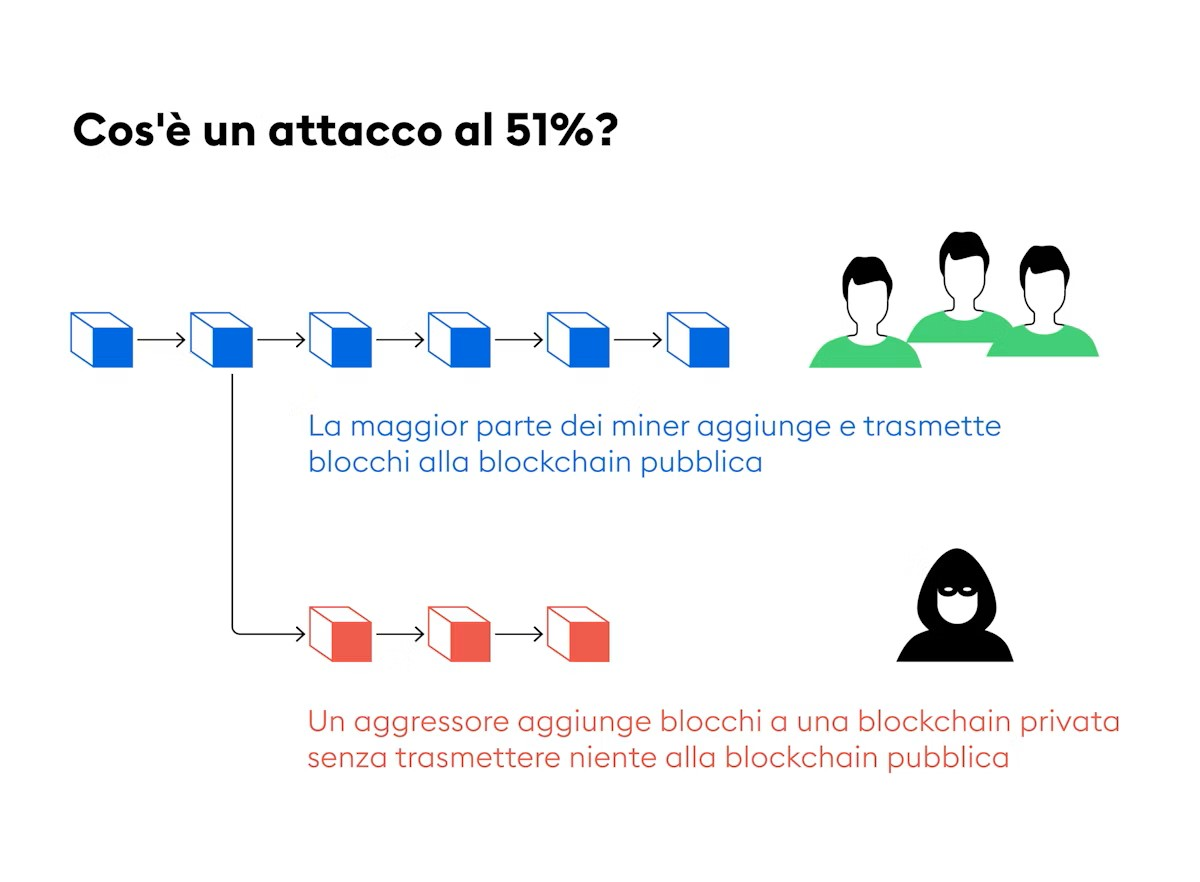 Cos'è un attacco al 51%?
La maggior parte dei miner aggiunge e trasmette
blocchi alla blockchain pubblica
Un aggressore aggiunge blocchi a una blockchain privata
senza trasmettere niente alla blockchain pubblica